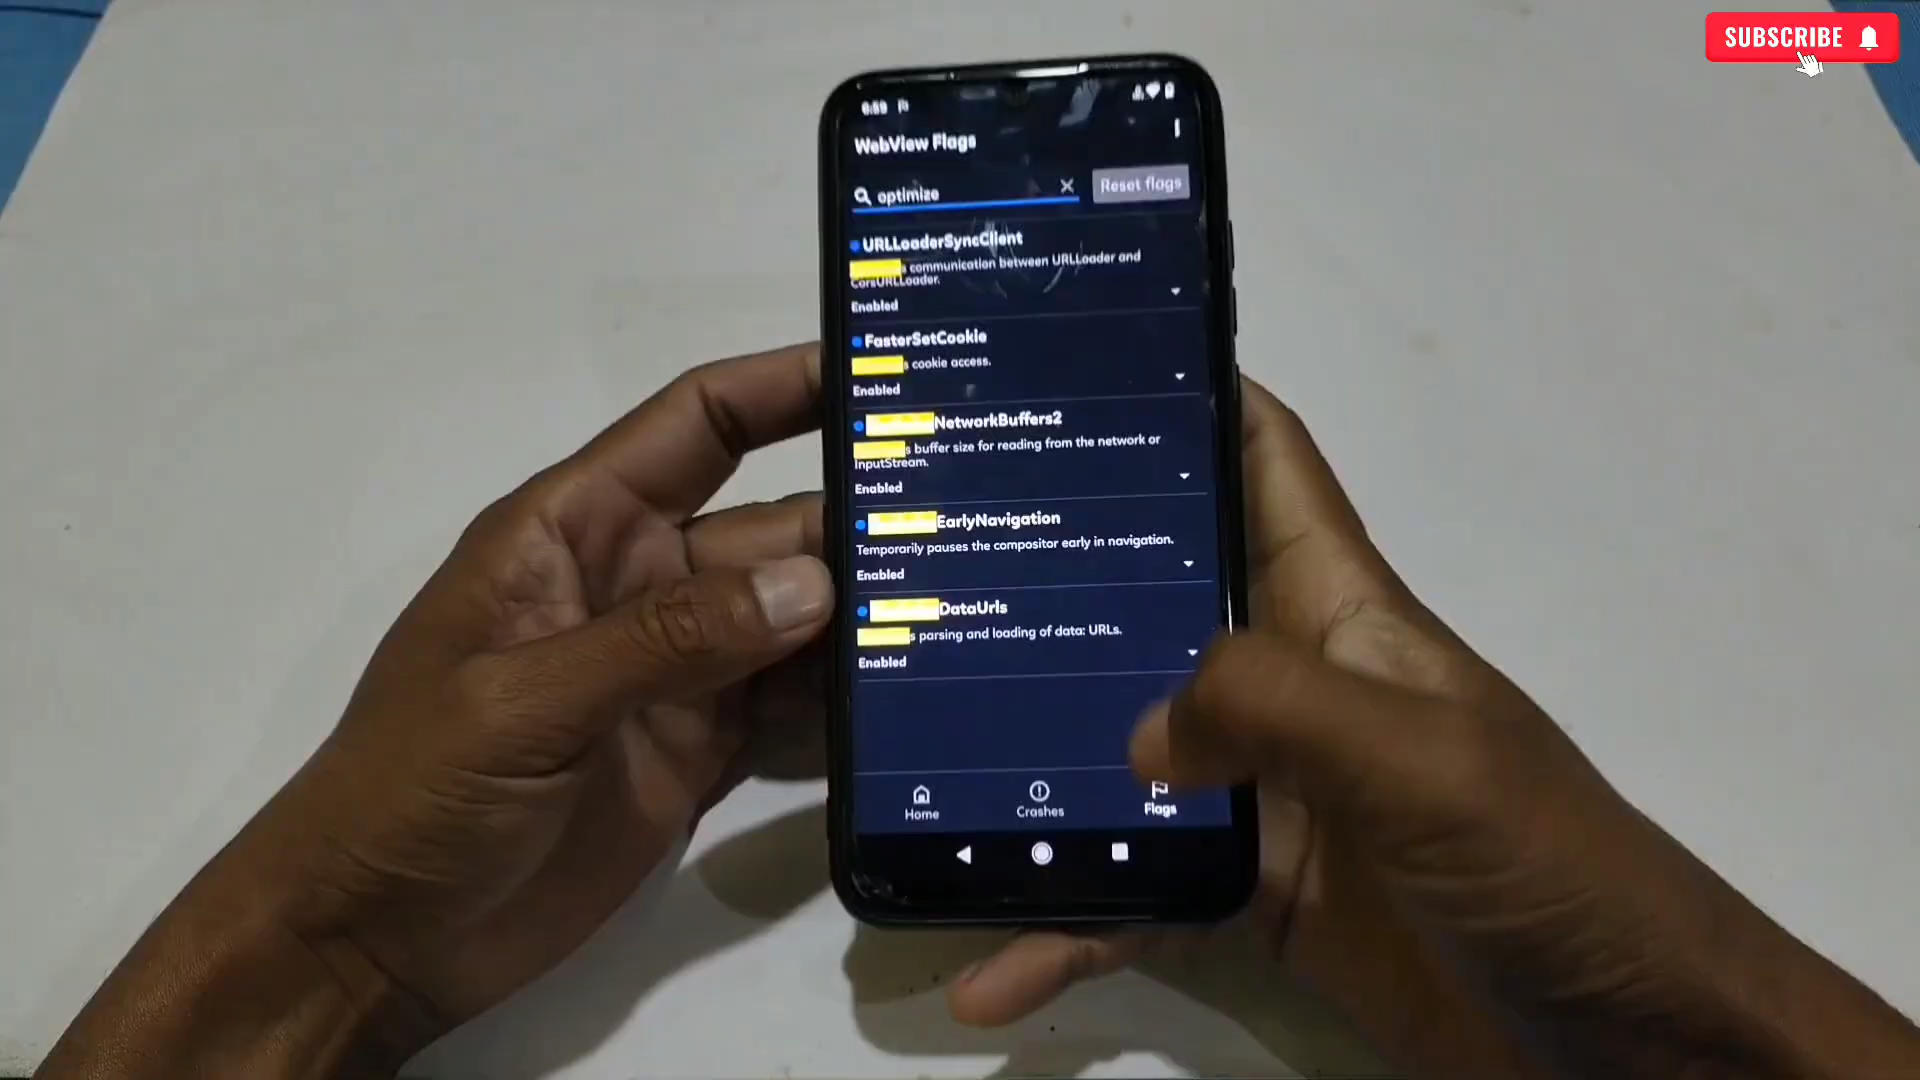 SUBSCRIBE
6:59
WebView Flags
optimize
Reset flags
URLLoaderSyncClient
s communication between URLLoader and
CorsURLLoader.
Enabled
FasterSetCookie
s cookie access.
Enabled
NetworkBuffers2
s buffer size for reading from the network or
InputStream.
Enabled
EarlyNavigation
Temporarily pauses the compositor early in navigation.
Enabled
DataUrls
s parsing and loading of data: URLs.
Enabled
Home
Crashes
Flags